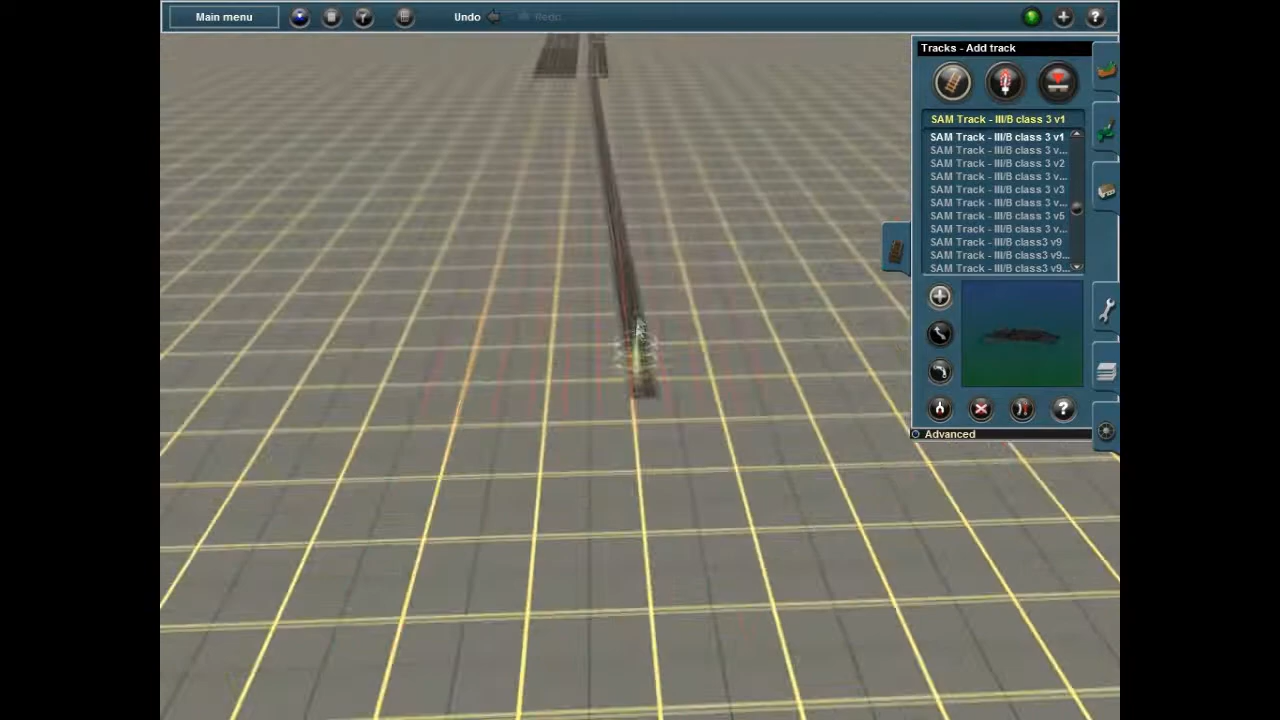 Main menu
Undo
Redo
Tracks - Add track
SAM Track - III/B class 3 v1
SAM Track - III/B class 3 v1
SAM Track - III/B class 3 v...
SAM Track - III/B class 3 v2
SAM Track - III/B class 3 v...
SAM Track - III/B class 3 v3
SAM Track - III/B class 3 v...
SAM Track - III/B class 3 v5
SAM Track - III/B class 3 v...
SAM Track - III/B class3 v9
SAM Track - III/B class3 v9...
SAM Track - III/B class3 v9...
Advanced